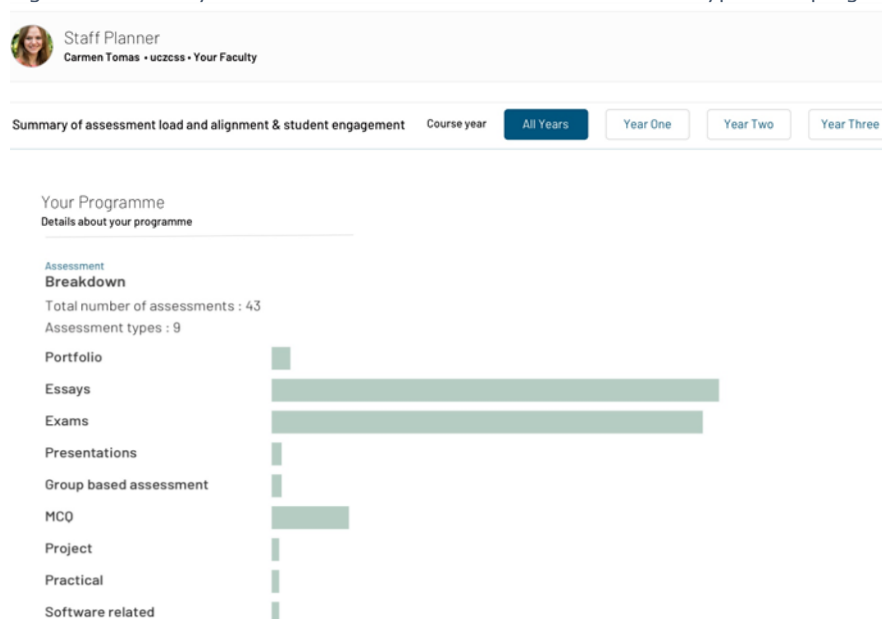 Staff Planner
Carmen Tomas • uczcss • Your Faculty
Summary of assessment load and alignment & student engagement Course year All Years Year One Year Two Year Three
Your Programme
Details about your programme
Assessment
Breakdown
Total number of assessments : 43
Assessment types : 9
Portfolio
Essays
Exams
Presentations
Group based assessment
MCQ
Project
Practical
Software related